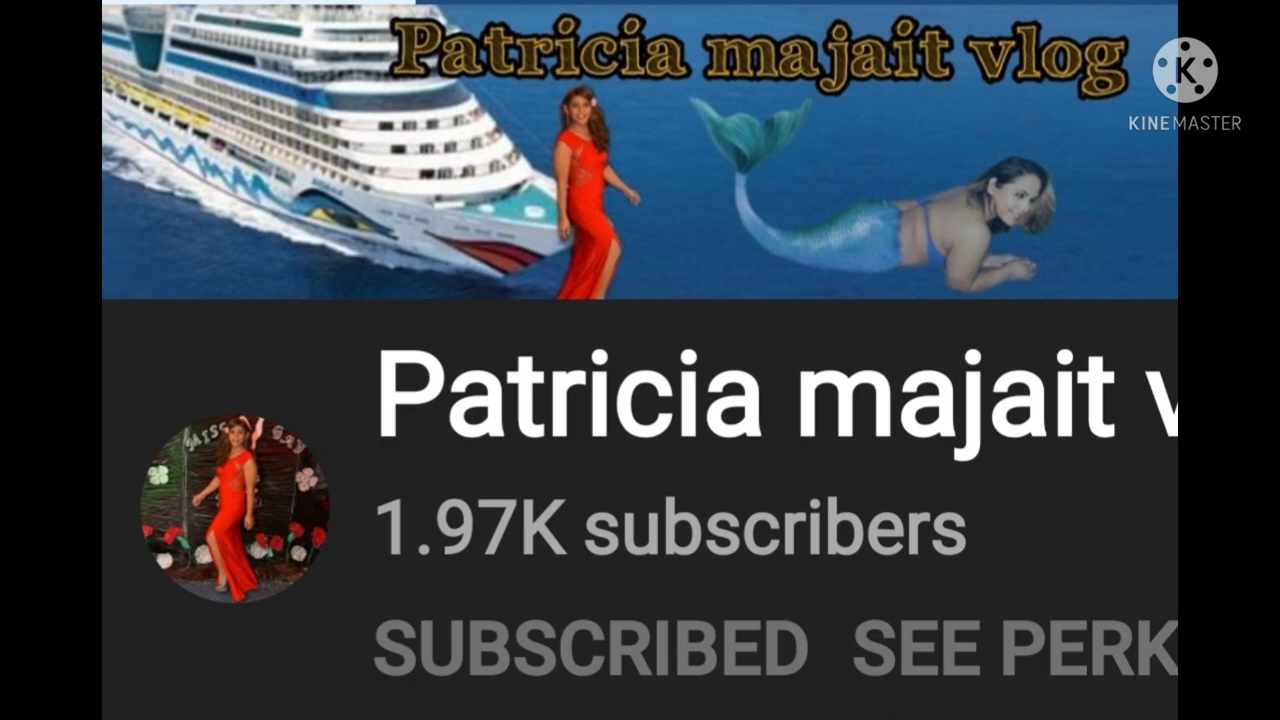 Patricia majait vlog
KINEMASTER
Patricia majait
1.97K subscribers
SUBSCRIBED SEE PERK